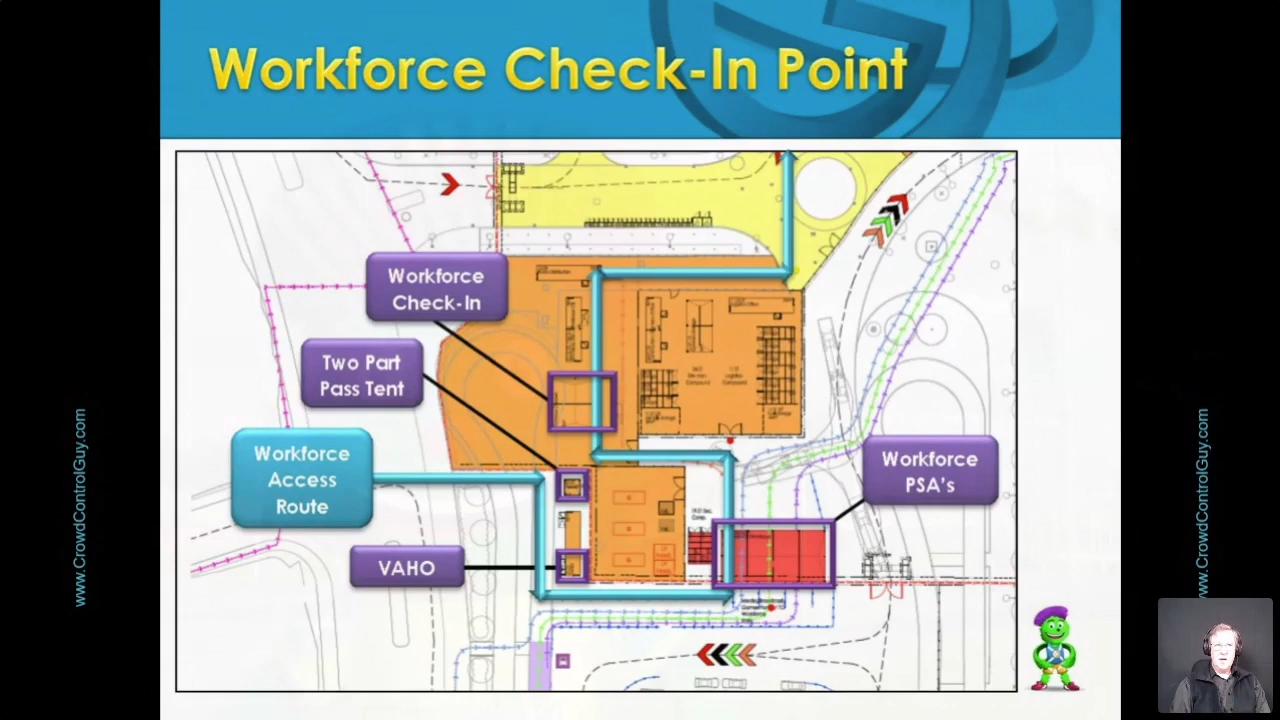 Workforce Check-In Point
Workforce
Check-In
Two Part
Pass Tent
Workforce
Access
Route
VAHO
Workforce
PSA's
www.CrowdControlGuy.com
www.CrowdControlGuy.com